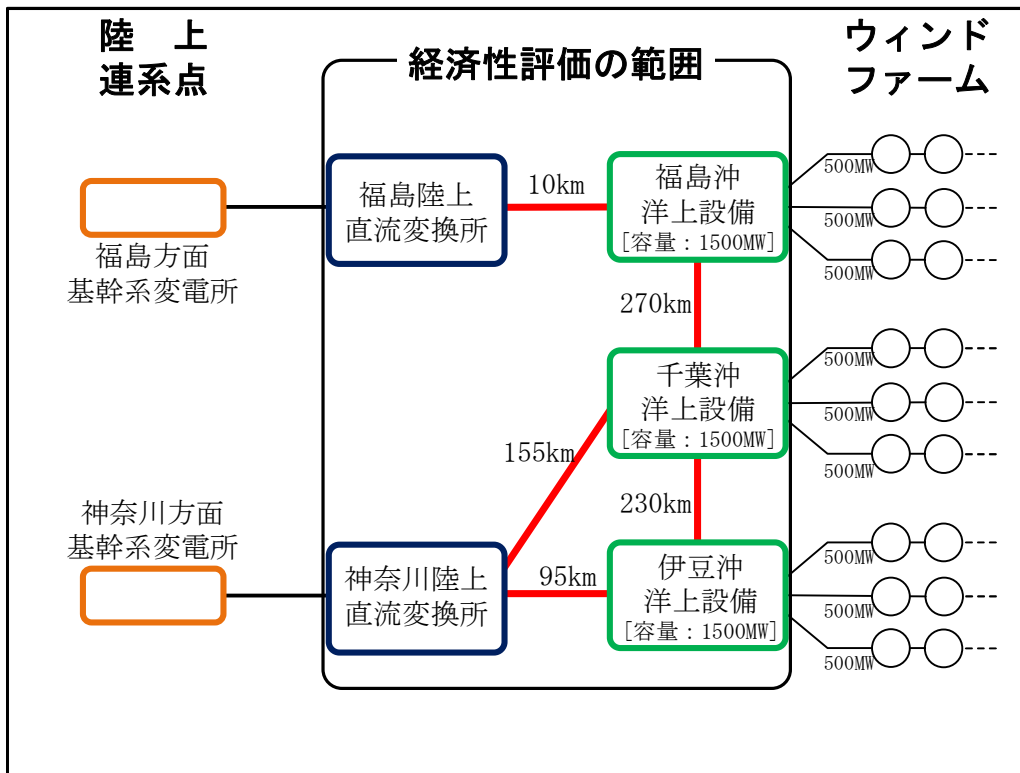 陸 上
連系点
経済性評価の範囲
ウィンド
ファーム
福島方面
基幹系変電所
福島陸上
直流変換所
10km
福島沖
洋上設備
[容量：1500MW]
500MW
500MW
500MW
270km
千葉沖
洋上設備
[容量：1500MW]
500MW
500MW
500MW
155km
230km
神奈川方面
基幹系変電所
神奈川陸上
直流変換所
95km
伊豆沖
洋上設備
[容量：1500MW]
500MW
500MW
500MW